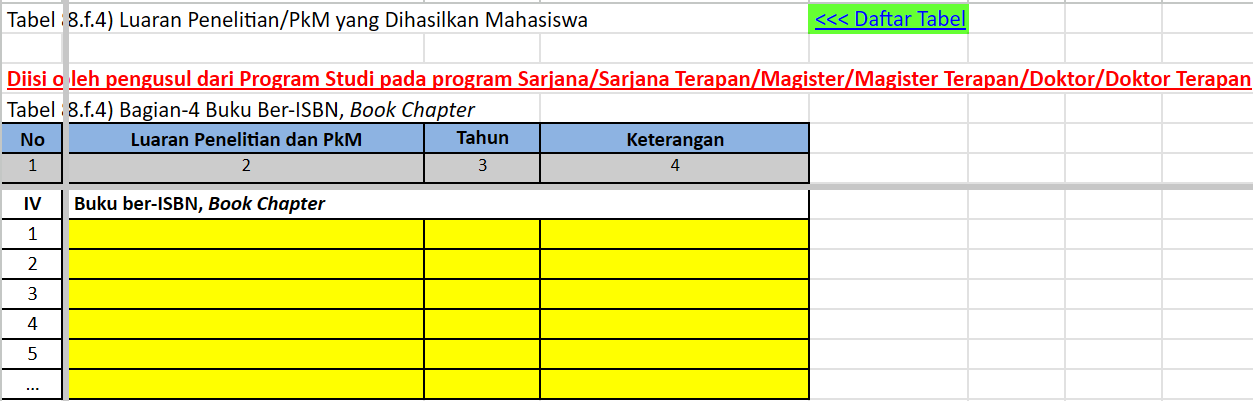 Tabel 8.f.4) Luaran Penelitian/PkM yang Dihasilkan Mahasiswa
<<< Daftar Tabel
Diisi oleh pengusul dari Program Studi pada program Sarjana/Sarjana Terapan/Magister/Magister Terapan/Doktor/Doktor Terapan
Tabel 8.f.4) Bagian-4 Buku Ber-ISBN, Book Chapter
No Luaran Penelitian dan PkM Tahun Keterangan
1 2 3 4
IV Buku ber-ISBN, Book Chapter
1
2
3
4
5
...